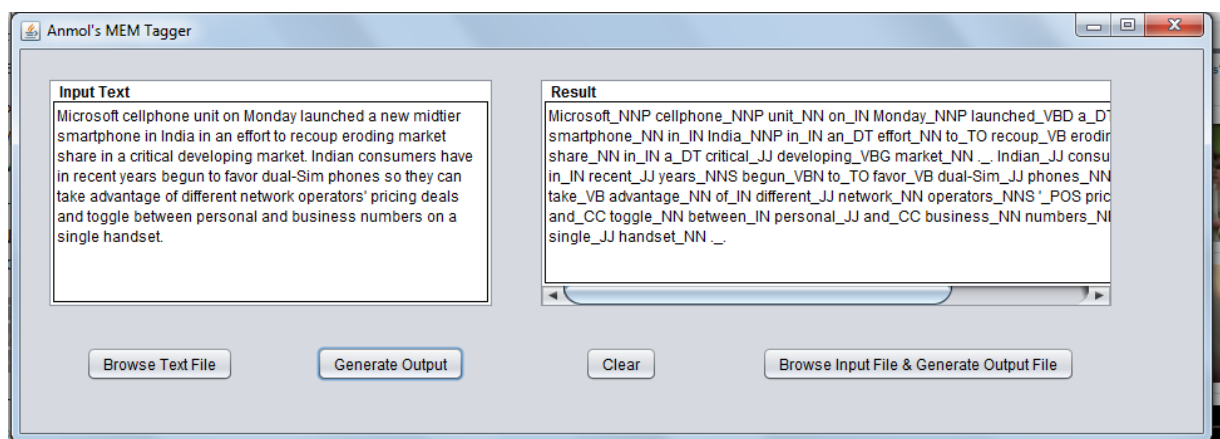 Anmol's MEM Tagger
Input Text
Microsoft cellphone unit on Monday launched a new midtier
smartphone in India in an effort to recoup eroding market
share in a critical developing market. Indian consumers have
in recent years begun to favor dual-Sim phones so they can
take advantage of different network operators' pricing deals
and toggle between personal and business numbers on a
single handset.
Result
Microsoft_NNP cellphone_NNP unit_NN on_IN Monday_NNP launched_VBD a_DT
smartphone_NN in_IN India_NNP in_IN an_DT effort_NN to_TO recoup_VB erodin
share_NN in_IN a_DT critical_JJ developing_VBG market_NN ._. Indian_JJ consu
in_IN recent_JJ years_NNS begun_VBN to_TO favor_VB dual-Sim_JJ phones_NN
take_VB advantage_NN of_IN different_JJ network_NN operators_NNS '_POS pric
and_CC toggle_NN between_IN personal_JJ and_CC business_NN numbers_NN
single_JJ handset_NN ._.
Browse Text File
Generate Output
Clear
Browse Input File & Generate Output File